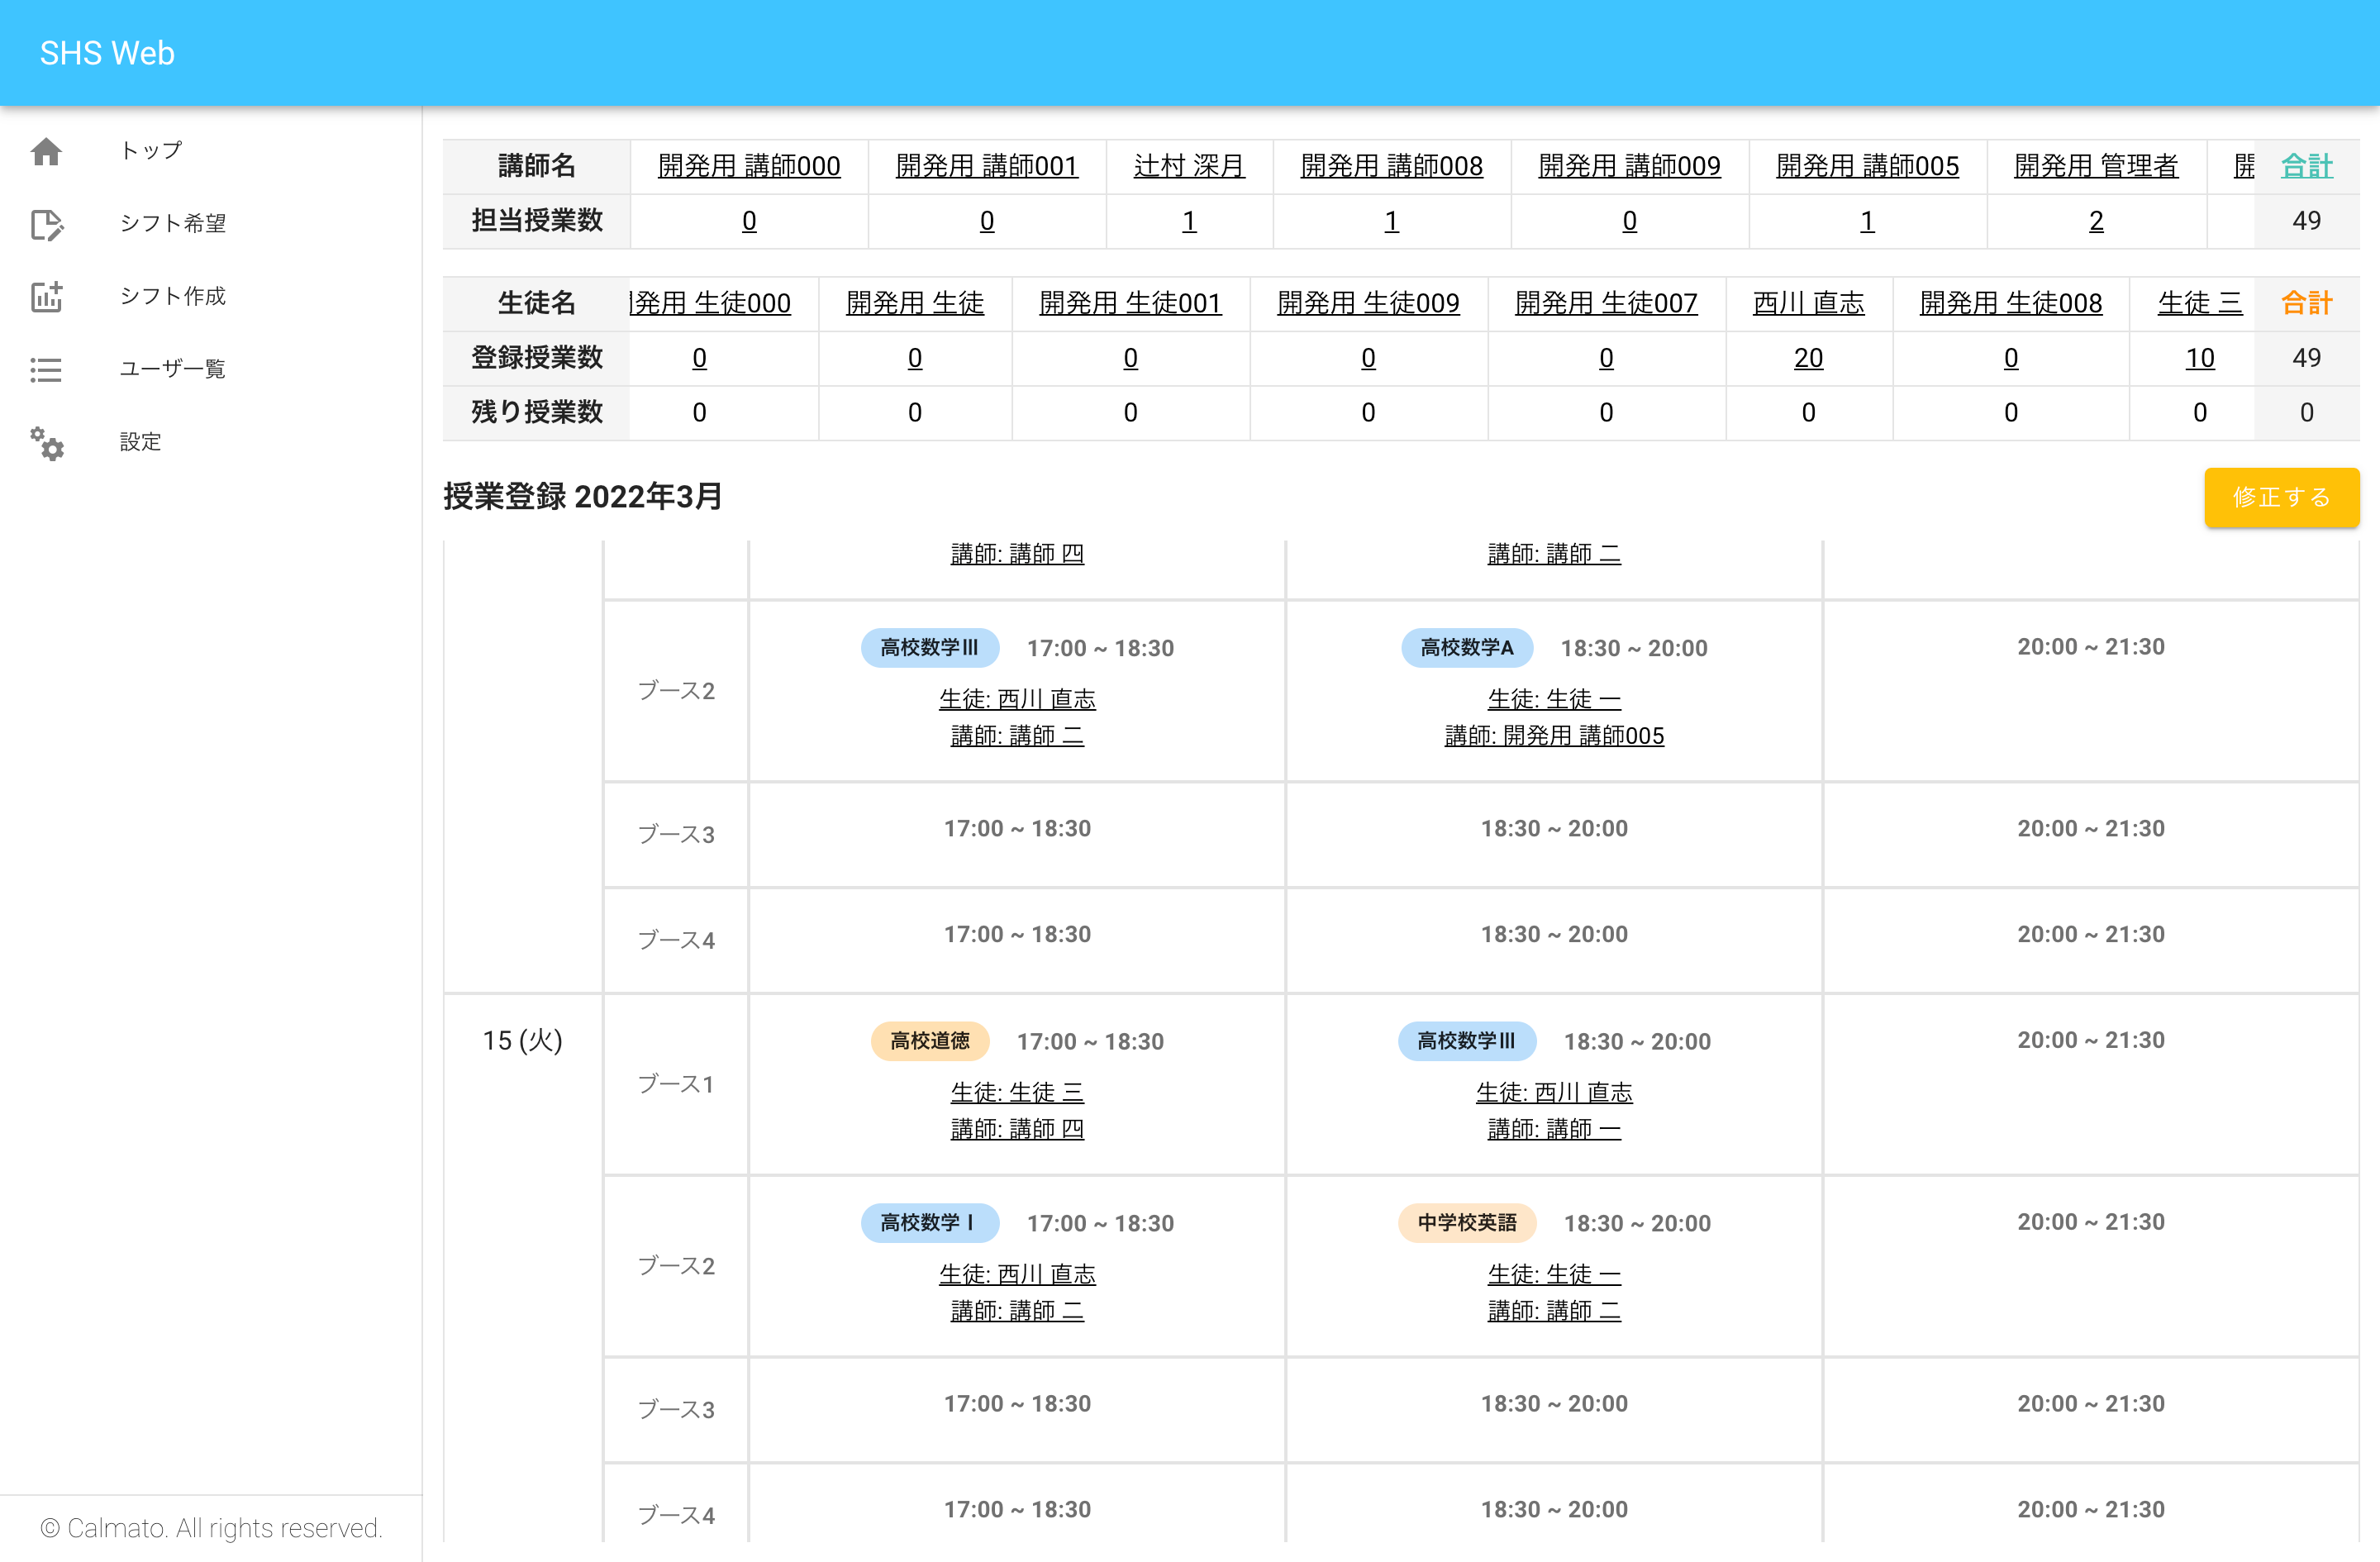 SHS Web
トップ
シフト希望
シフト作成
ユーザ一覧
設定
© Calmato. All rights reserved.
講師名 開発用 講師000 開発用 講師001 辻村 深月 開発用 講師008 開発用 講師009 開発用 講師005 開発用 管理者 開 合計
担当授業数 0 0 1 1 0 1 2 49
生徒名 開発用 生徒000 開発用 生徒 開発用 生徒001 開発用 生徒009 開発用 生徒007 西川 直志 開発用 生徒008 生徒 三 合計
登録授業数 0 0 0 0 0 20 0 10 49
残り授業数 0 0 0 0 0 0 0 0 0
授業登録 2022年3月 修正する
講師: 講師 四 講師: 講師 二
ブース2
高校数学Ⅲ 17:00 ~ 18:30
生徒: 西川 直志
講師: 講師 二
高校数学A 18:30 ~ 20:00
生徒: 生徒 一
講師: 開発用 講師005
20:00 ~ 21:30
ブース3 17:00 ~ 18:30 18:30 ~ 20:00 20:00 ~ 21:30
ブース4 17:00 ~ 18:30 18:30 ~ 20:00 20:00 ~ 21:30
15 (火)
ブース1
高校道徳 17:00 ~ 18:30
生徒: 生徒 三
講師: 講師 四
高校数学Ⅲ 18:30 ~ 20:00
生徒: 西川 直志
講師: 講師 一
20:00 ~ 21:30
ブース2
高校数学Ⅰ 17:00 ~ 18:30
生徒: 西川 直志
講師: 講師 二
中学校英語 18:30 ~ 20:00
生徒: 生徒 一
講師: 講師 二
20:00 ~ 21:30
ブース3 17:00 ~ 18:30 18:30 ~ 20:00 20:00 ~ 21:30
ブース4 17:00 ~ 18:30 18:30 ~ 20:00 20:00 ~ 21:30